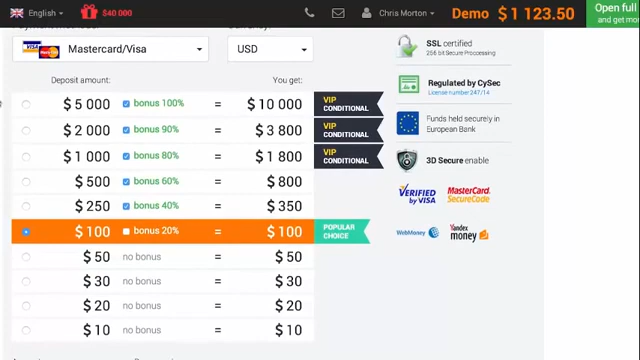 English $40 000 Chris Morton Demo $1 123.50 Open full
and get mor
Mastercard/Visa USD
Deposit amount: You get:
$5 000 bonus 100% = $10 000 VIP CONDITIONAL
$2 000 bonus 90% = $3 800 VIP CONDITIONAL
$1 000 bonus 80% = $1 800 VIP CONDITIONAL
$500 bonus 60% = $800
$250 bonus 40% = $350
$100 bonus 20% = $100 POPULAR CHOICE
$50 no bonus = $50
$30 no bonus = $30
$20 no bonus = $20
$10 no bonus = $10
SSL certified
256 bit Secure Proccessing
Regulated by CySec
License number 247/14
Funds held securely in
European Bank
3D Secure enable
VERIFIED by VISA MasterCard. SecureCode
WebMoney Yandex money